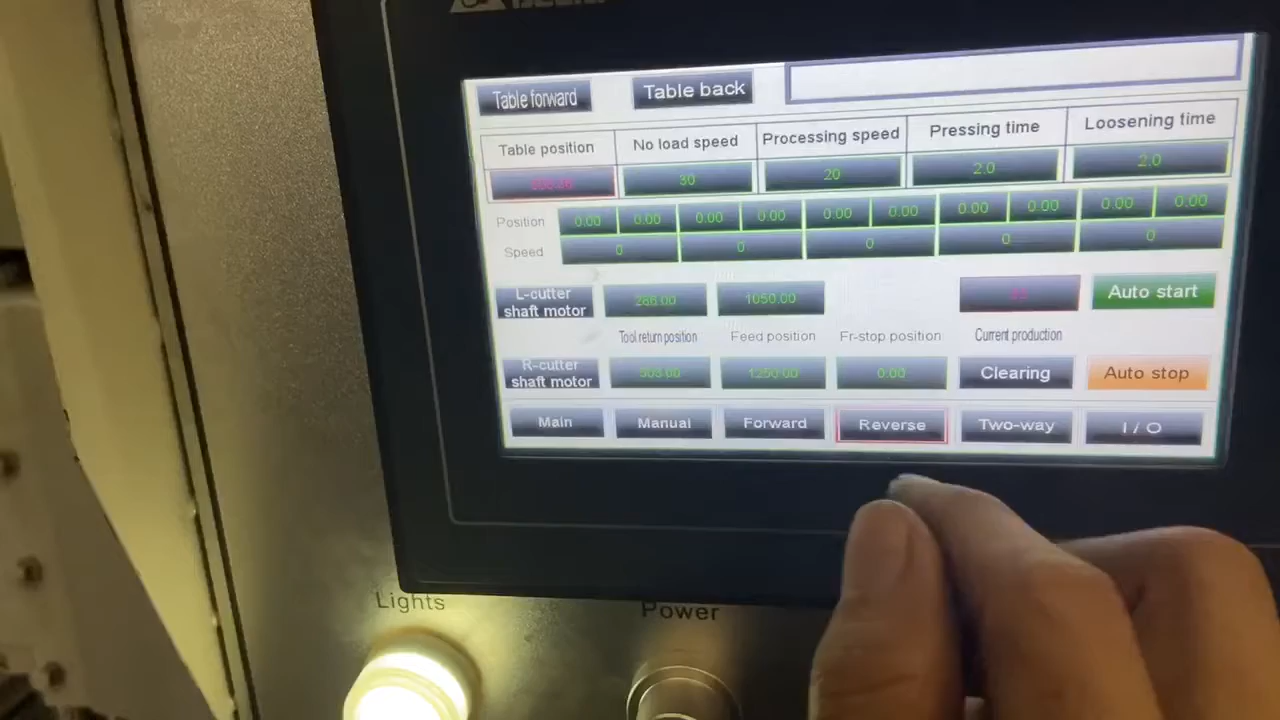 Table forward Table back
Table position No load speed Processing speed Pressing time Loosening time
30 20 2.0 2.0
Position 0.00 0.00 0.00 0.00 0.00 0.00 0.00 0.00 0.00 0.00
Speed 0 0 0 0 0
L-cutter shaft motor 286.00 1050.00 Auto start
Tool return position Feed position Fr-stop position Current production
R-cutter shaft motor 503.00 1250.00 0.00 Clearing Auto stop
Main Manual Forward Reverse Two-way I / O
Lights Power